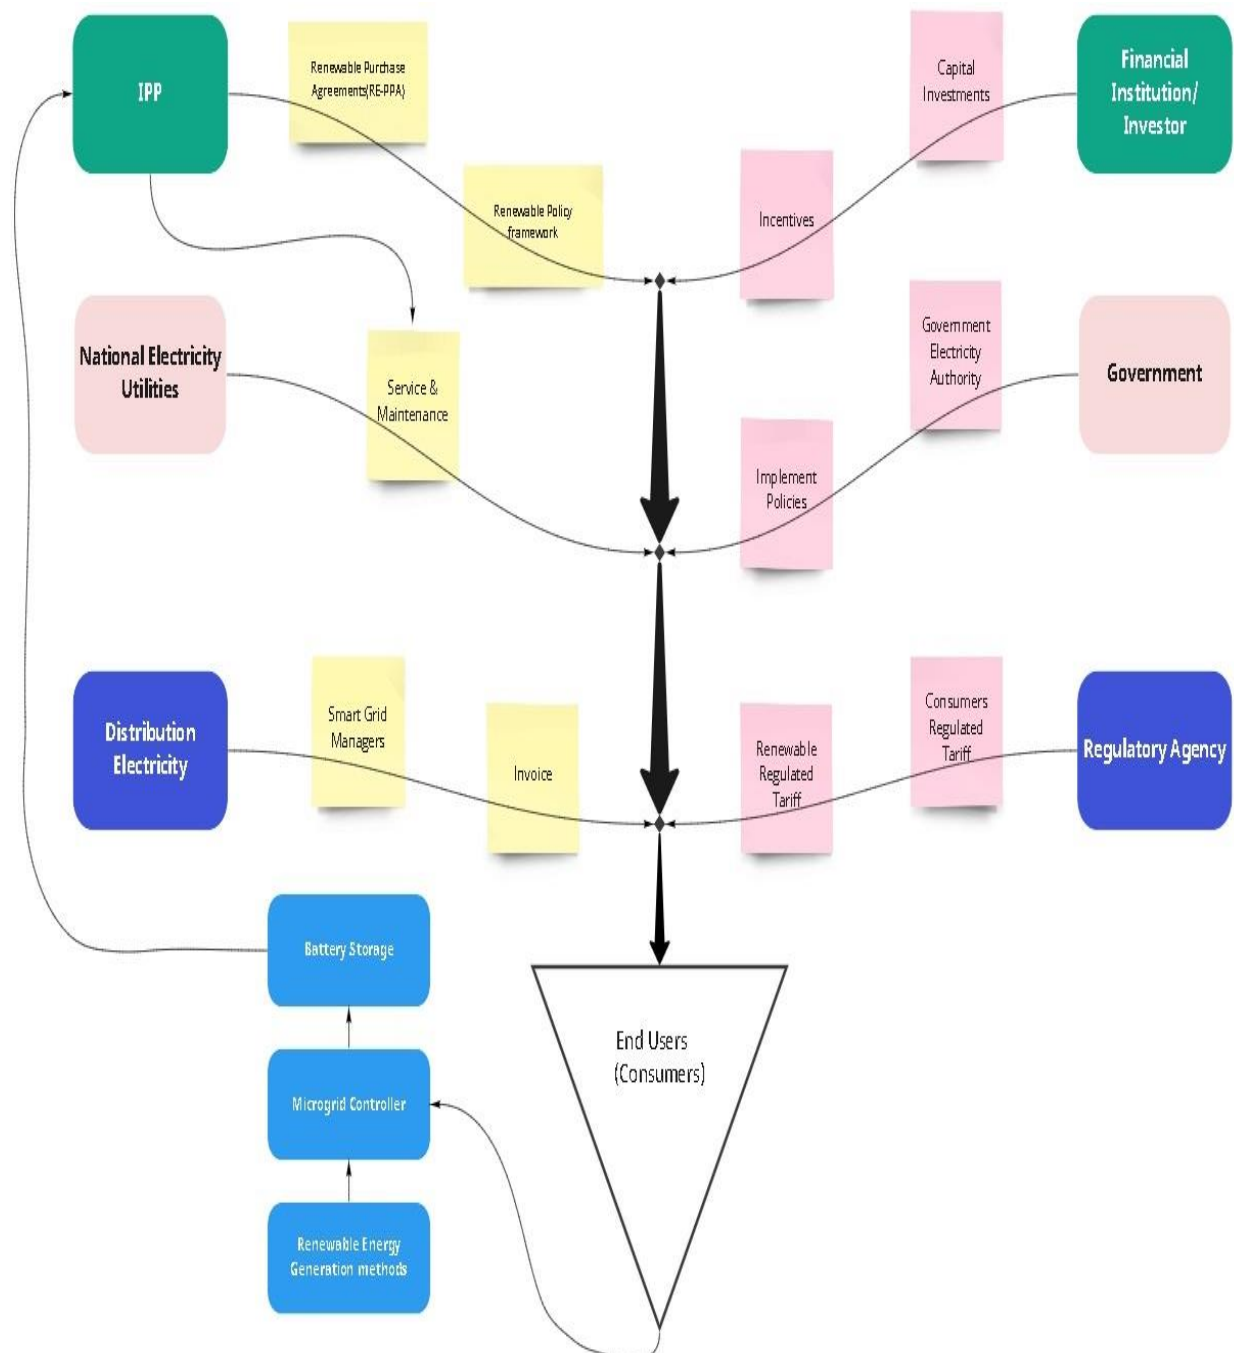 IPP
Renewable Purchase
Agreements(RE-PPA)
Capital
Investments
Financial
Institution/
Investor
Renewable Policy
framework
Incentives
National Electricity
Utilities
Service &
Maintenance
Government
Electricity
Authority
Government
Implement
Policies
Distribution
Electricity
Smart Grid
Managers
Invoice
Renewable
Regulated
Tariff
Consumers
Regulated
Tariff
Regulatory Agency
Battery Storage
End Users
(Consumers)
Microgrid Controller
Renewable Energy
Generation methods